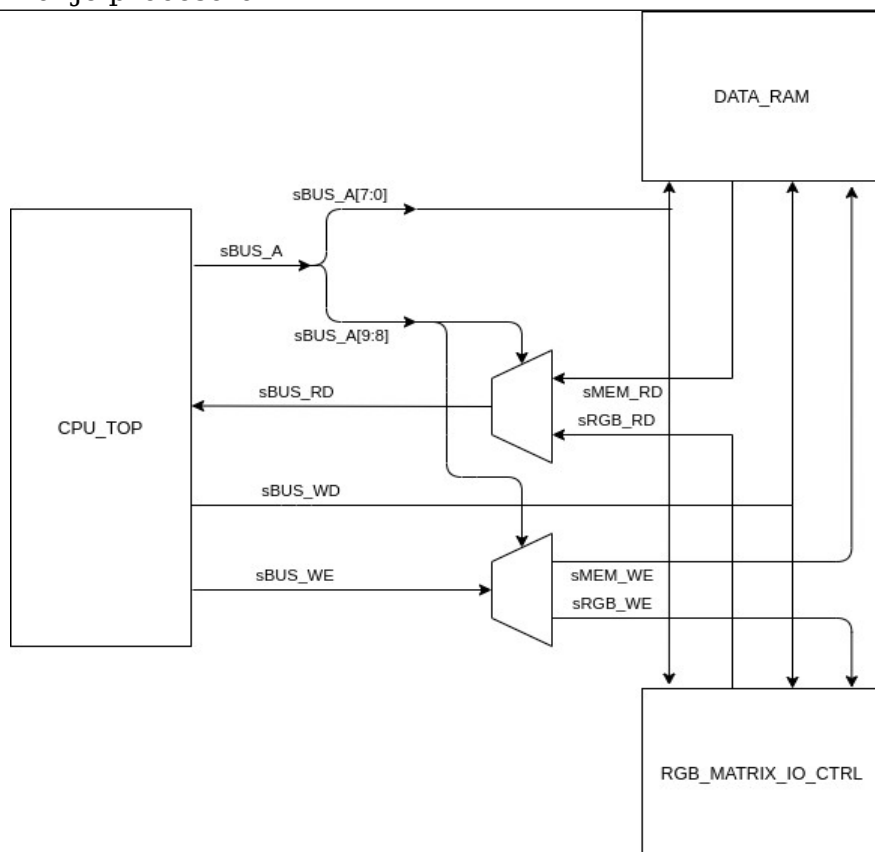 DATA_RAM
sBUS_A[7:0]
sBUS_A
sBUS_A[9:8]
sMEM_RD
sBUS_RD
sRGB_RD
CPU_TOP
sBUS_WD
sBUS_WE
sMEM_WE
sRGB_WE
RGB_MATRIX_IO_CTRL